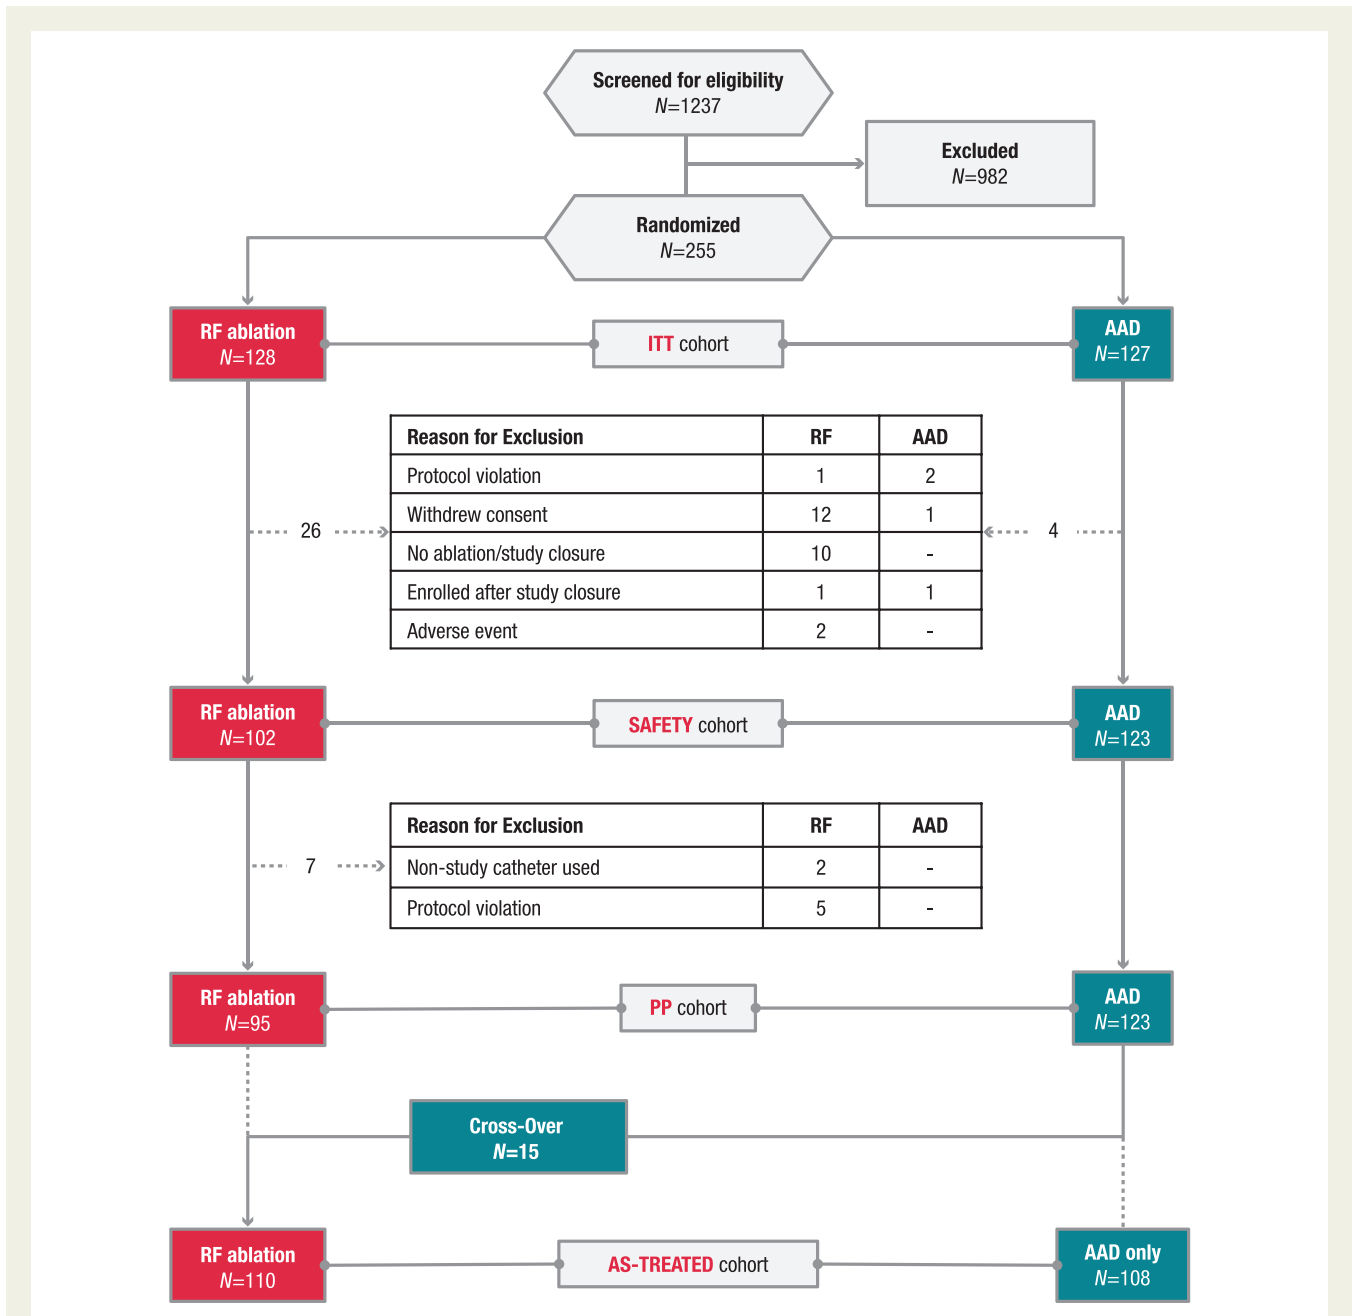 Screened for eligibility
N=1237
Excluded
N=982
Randomized
N=255
RF ablation
N=128
ITT cohort
AAD
N=127
Reason for Exclusion RF AAD
Protocol violation 1 2
Withdrew consent 12 1
26
4
No ablation/study closure 10 -
Enrolled after study closure 1 1
Adverse event 2 -
RF ablation
N=102
SAFETY cohort
AAD
N=123
Reason for Exclusion RF AAD
7
Non-study catheter used 2 -
Protocol violation 5 -
RF ablation
N=95
PP cohort
AAD
N=123
Cross-Over
N=15
RF ablation
N=110
AS-TREATED cohort
AAD only
N=108